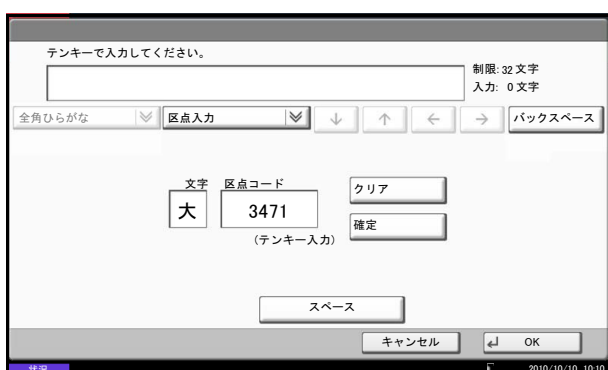 テンキーで入力してください。
制限: 32 文字
入力: 0 文字
全角ひらがな 区点入力 ↓ ↑ ← → バックスペース
文字 区点コード
大 3471
(テンキー入力)
クリア
確定
スペース
キャンセル OK
状況 2010/10/10 10:10